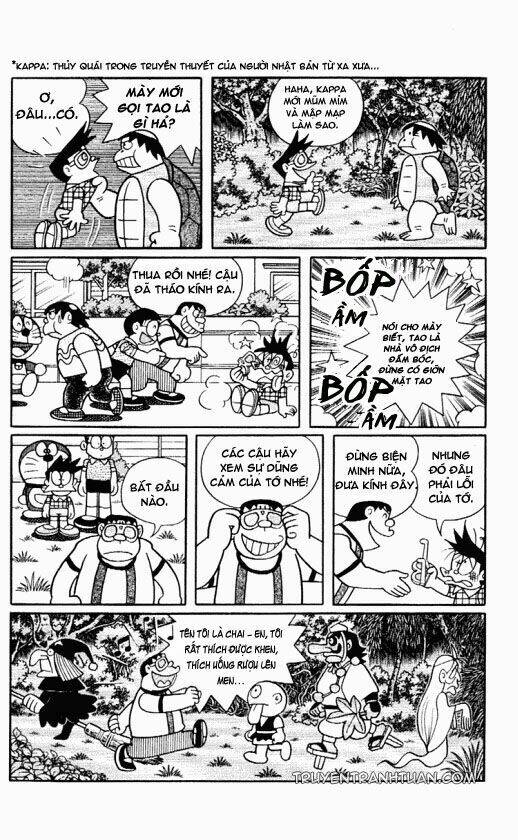 *KAPPA: THỦY QUÁI TRONG TRUYỀN THUYẾT CỦA NGƯỜI NHẬT BẢN TỪ XA XƯA...
HAHA, KAPPA
MỚI MŨM MĨM
VÀ MẬP MẠP
LÀM SAO.
MÀY MỚI
GỌI TAO LÀ
GÌ HẢ?
Ơ,
ĐÂU...CÓ.
BỐP
ẦM
NÓI CHO MÀY
BIẾT, TAO LÀ
NHÀ VÔ ĐỊCH
ĐẤM BỐC,
ĐỪNG CÓ GIỠN
MẶT TAO
BỐP
ẦM
THUA RỒI NHÉ! CẬU
ĐÃ THÁO KÍNH RA.
NHƯNG
ĐÓ ĐÂU
PHẢI LỖI
CỦA TỚ.
ĐỪNG BIỆN
MINH NỮA,
ĐƯA KÍNH ĐÂY.
CÁC CẬU HÃY
XEM SỰ DŨNG
CẢM CỦA TỚ NHÉ!
BẮT ĐẦU
NÀO.
TÊN TÔI LÀ CHAI - EN, TÔI
RẤT THÍCH ĐƯỢC KHEN,
THÍCH UỐNG RƯỢU LÊN
MEN...
TRUYENTRANHTUAN.COM